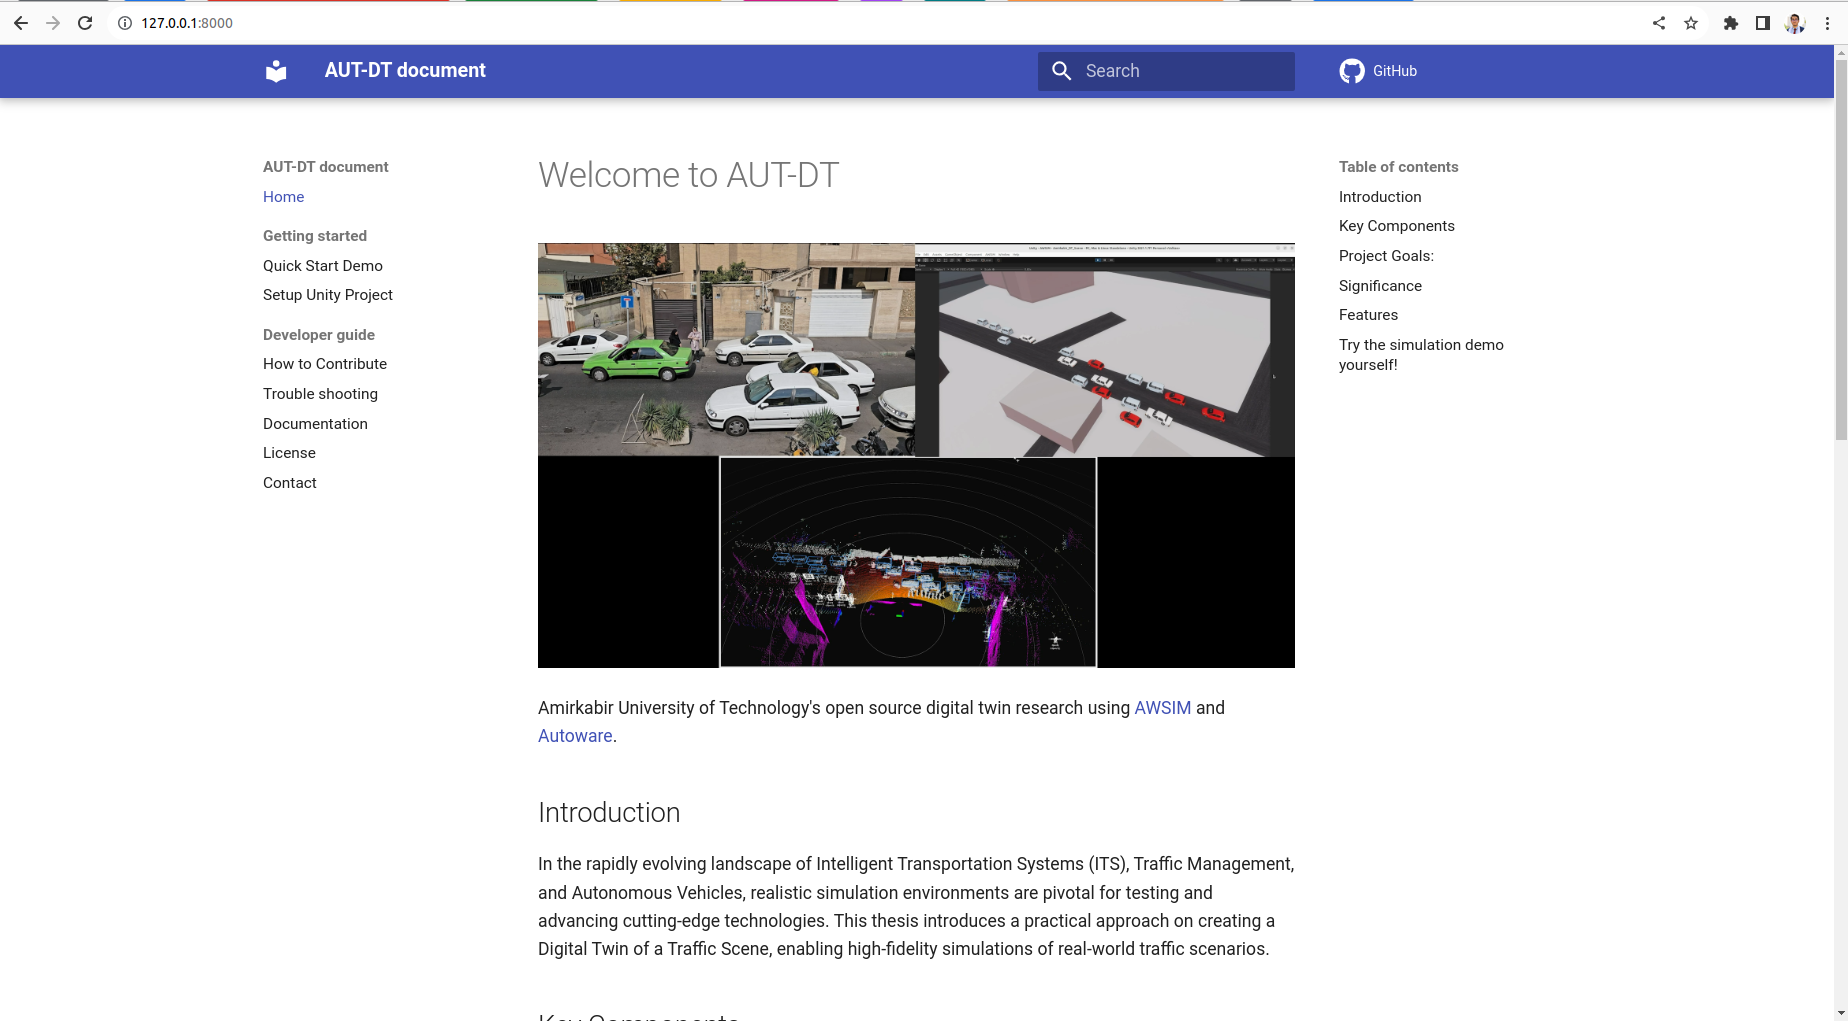 127.0.0.1:8000
AUT-DT document
Search
GitHub
AUT-DT document
Home
Getting started
Quick Start Demo
Setup Unity Project
Developer guide
How to Contribute
Trouble shooting
Documentation
License
Contact
Welcome to AUT-DT
Amirkabir University of Technology's open source digital twin research using AWSIM and
Autoware.
Introduction
In the rapidly evolving landscape of Intelligent Transportation Systems (ITS), Traffic Management,
and Autonomous Vehicles, realistic simulation environments are pivotal for testing and
advancing cutting-edge technologies. This thesis introduces a practical approach on creating a
Digital Twin of a Traffic Scene, enabling high-fidelity simulations of real-world traffic scenarios.
Key Components
Table of contents
Introduction
Key Components
Project Goals:
Significance
Features
Try the simulation demo
yourself!